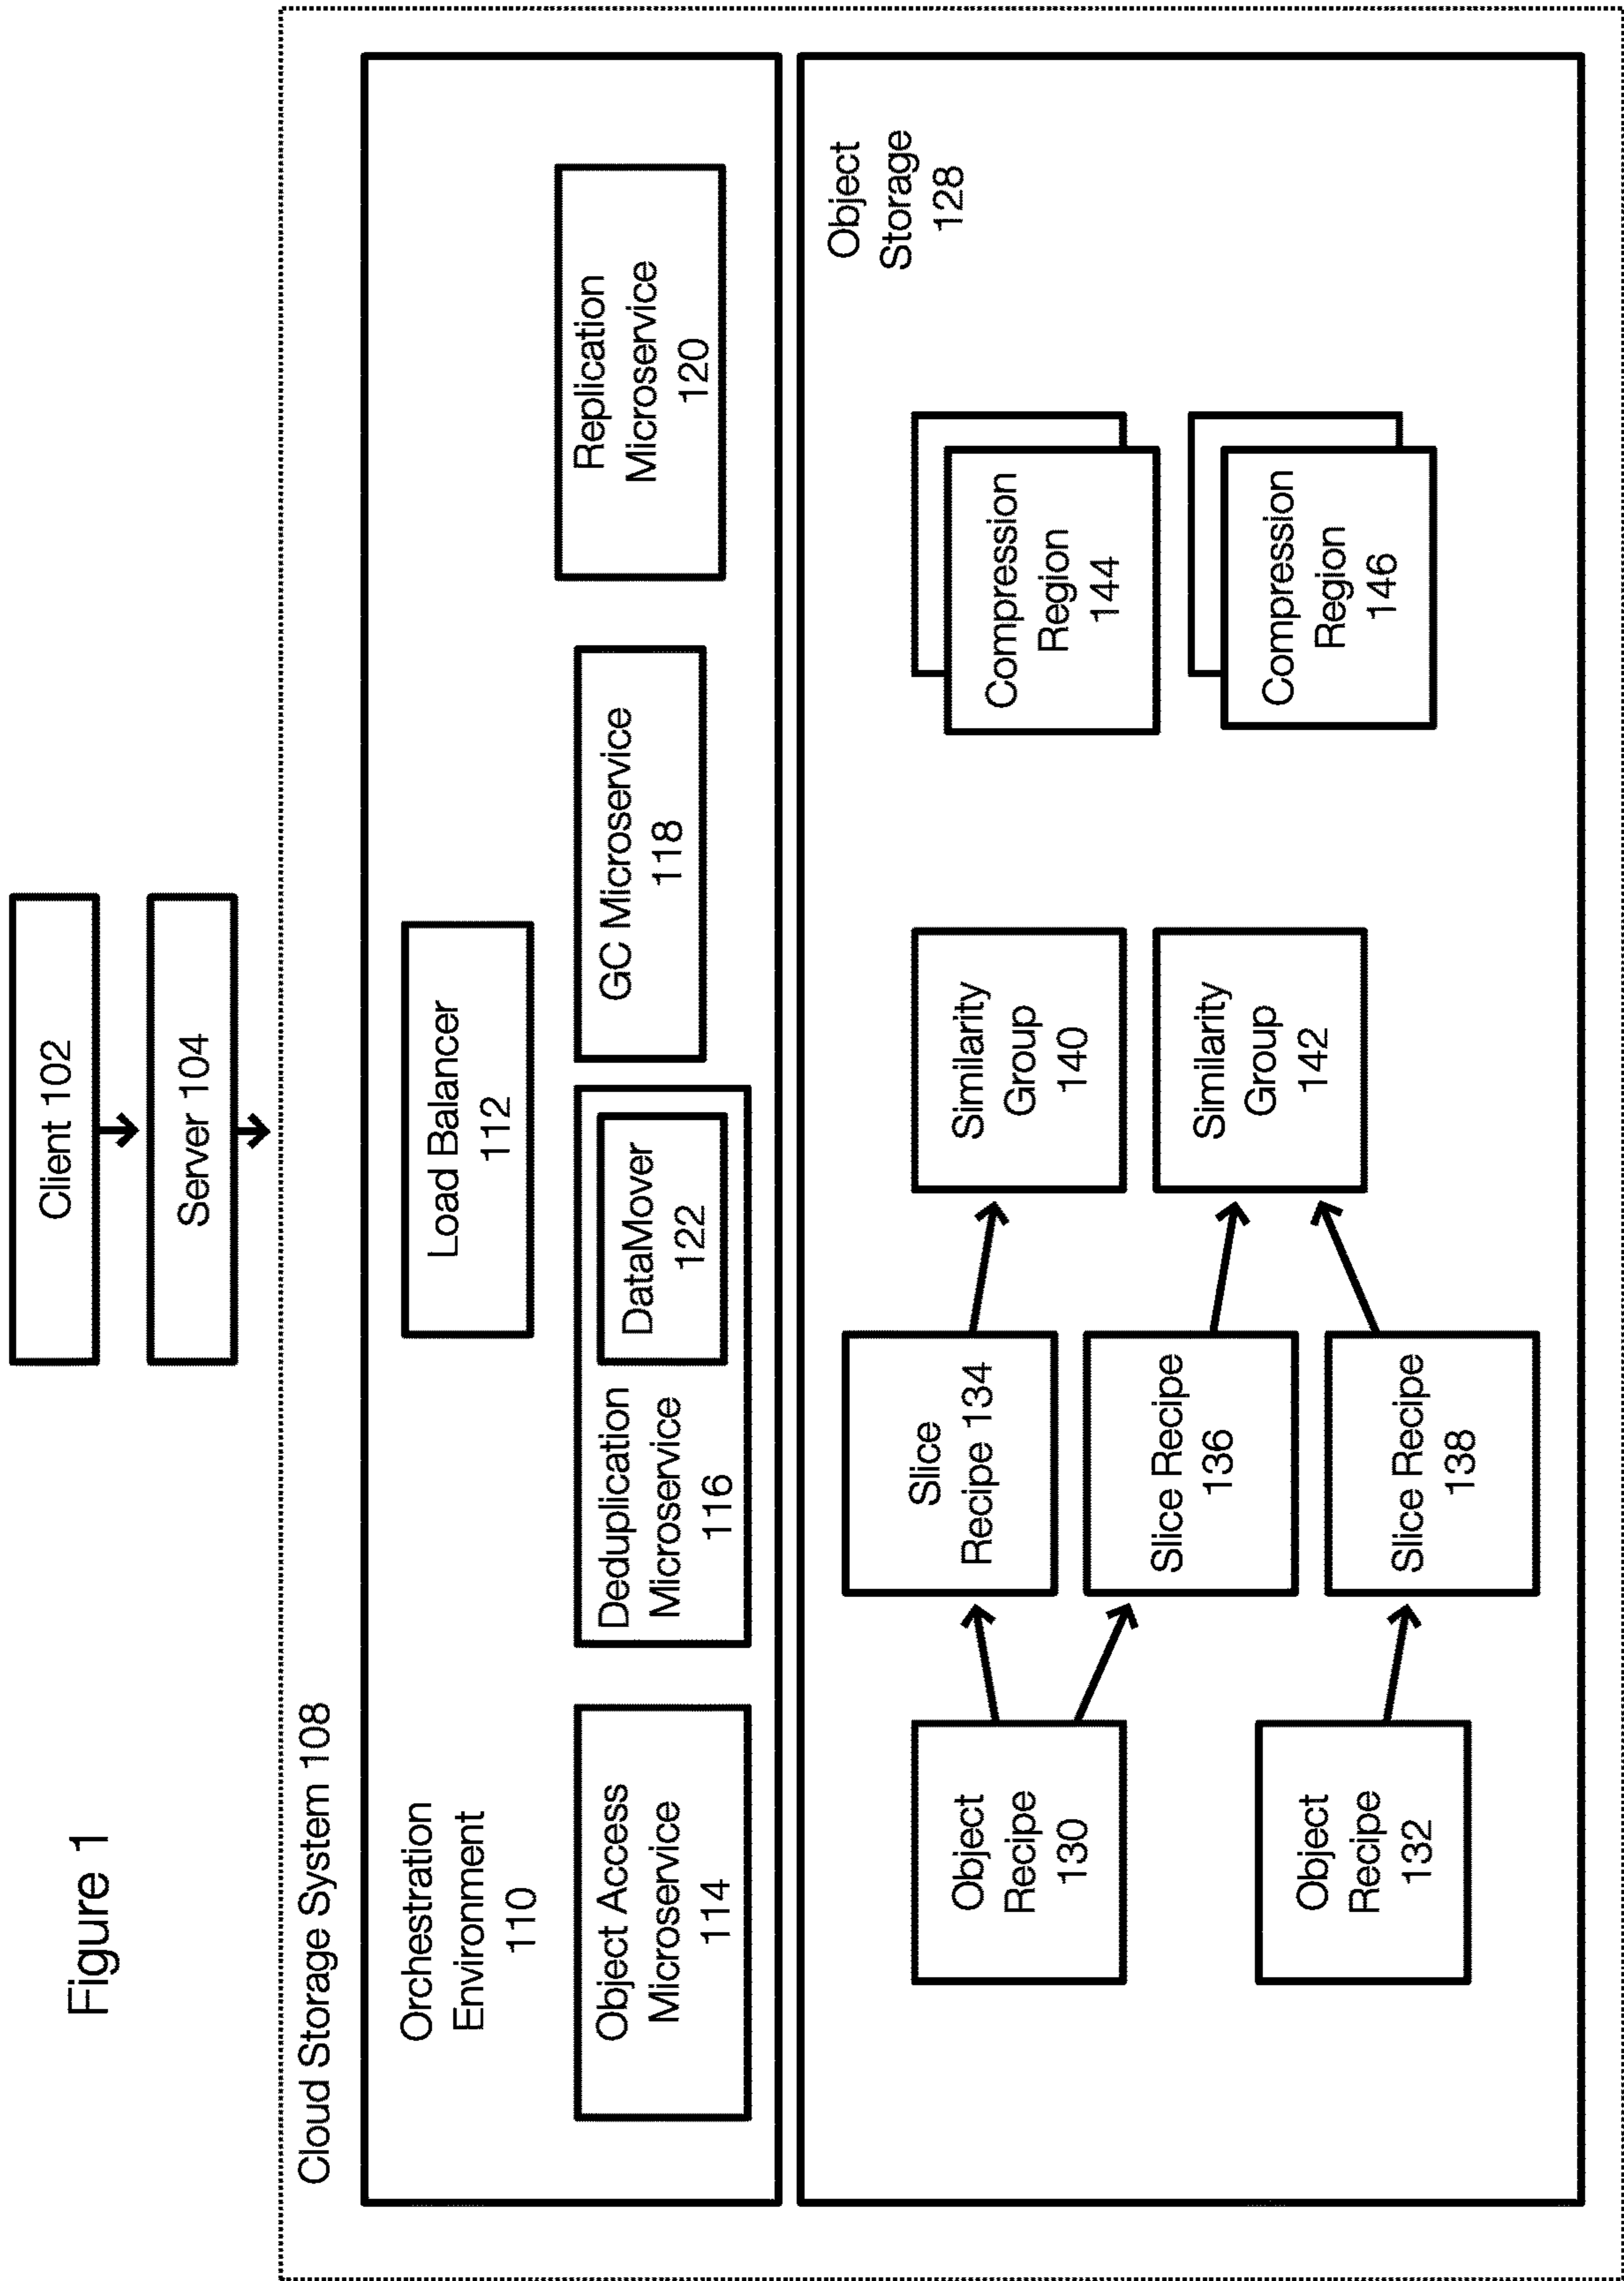 Figure 1
Client 102
Server 104
Cloud Storage System 108
Orchestration
Environment
110
Load Balancer
112
Object Access
Microservice
114
Deduplication
Microservice
116
DataMover
122
GC Microservice
118
Replication
Microservice
120
Object
Storage
128
Object
Recipe
130
Object
Recipe
132
Slice
Recipe 134
Slice Recipe
136
Slice Recipe
138
Similarity
Group
140
Similarity
Group
142
Compression
Region
144
Compression
Region
146